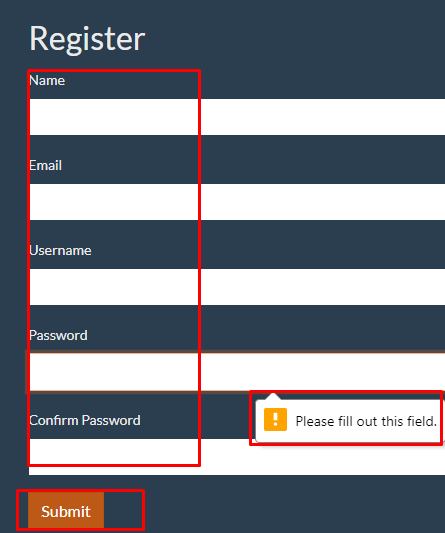 Register
Name
Email
Username
Password
Confirm Password
Please fill out this field.
Submit